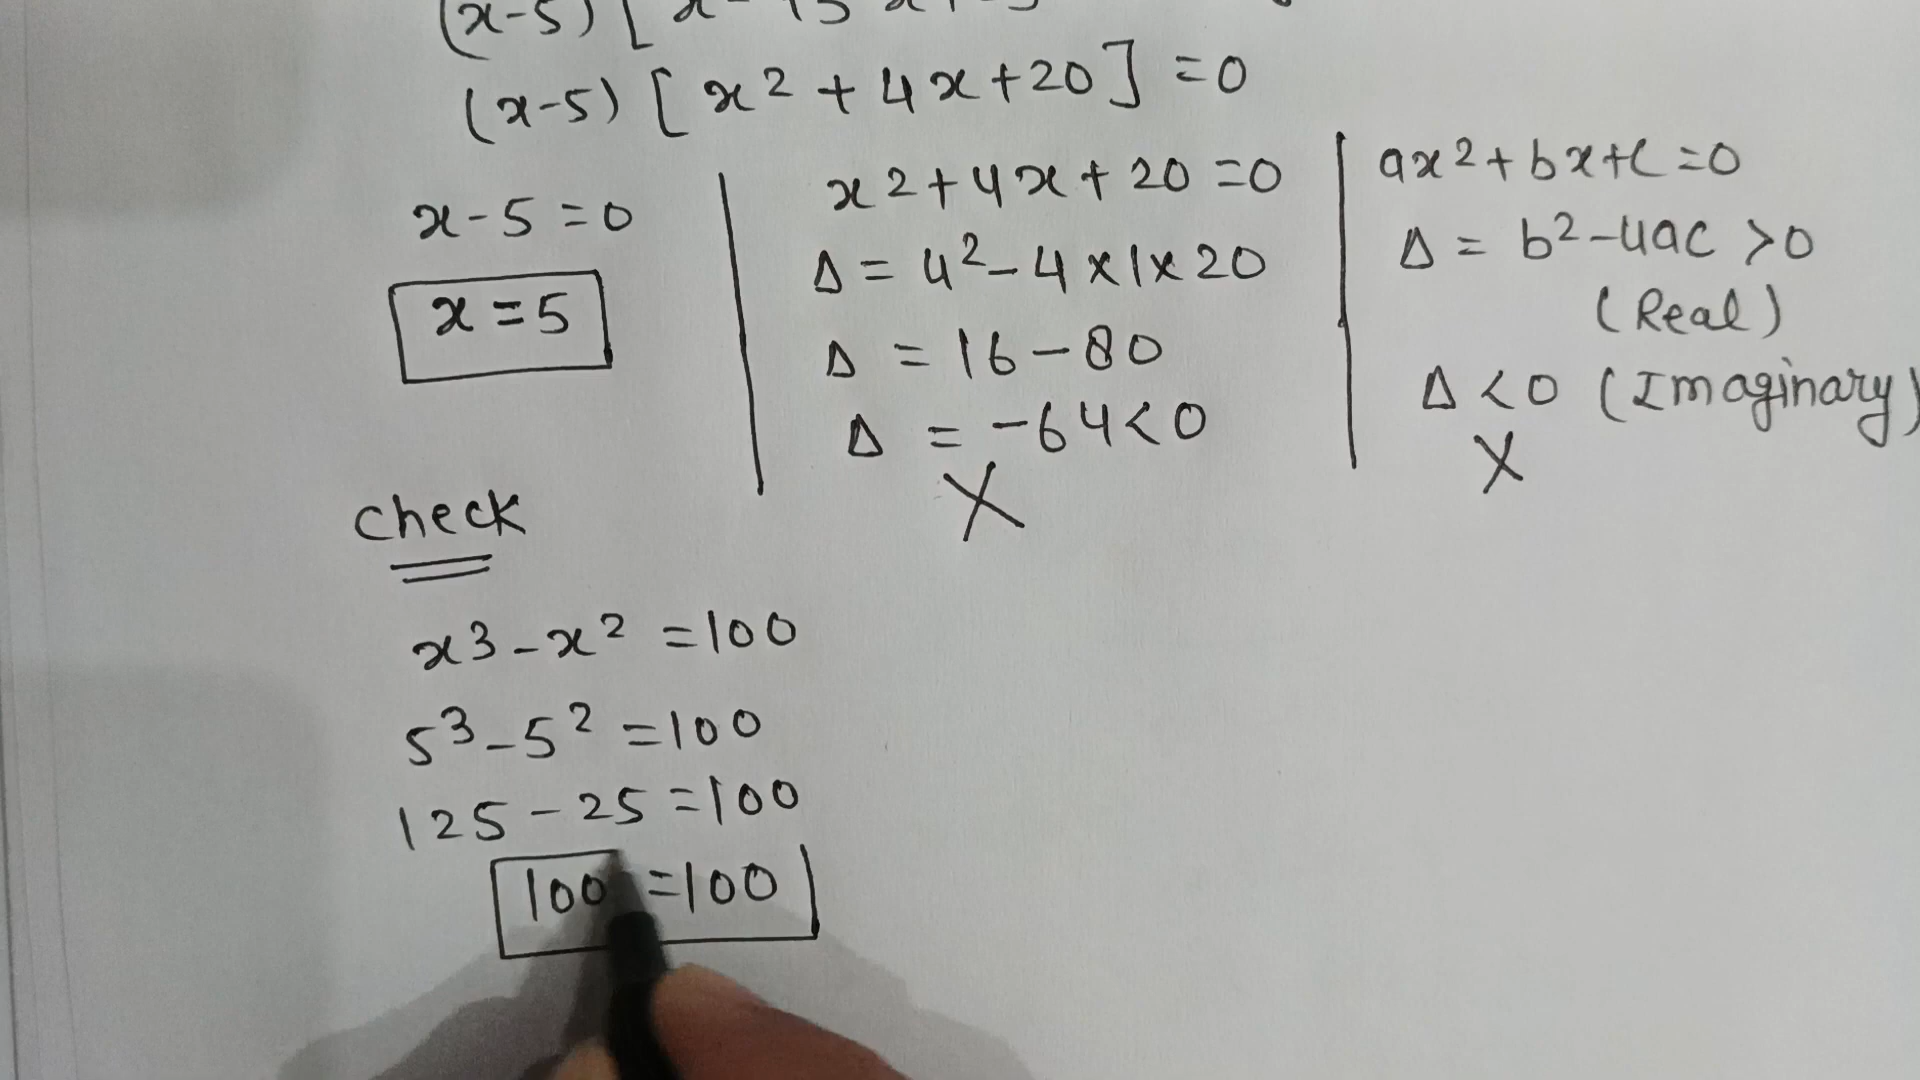 (x-5)[
(x-5)[x2+4x+20]=0
x-5=0
x=5
x2+4x+20=0
Δ=4²-4×1×20
Δ=16-80
Δ=-64<0
X
ax2+bx+c=0
Δ=b²-4ac>0
(Real)
Δ<0 (Imaginary)
X
Check
x3-x²=100
5³-5²=100
125-25=100
100=100